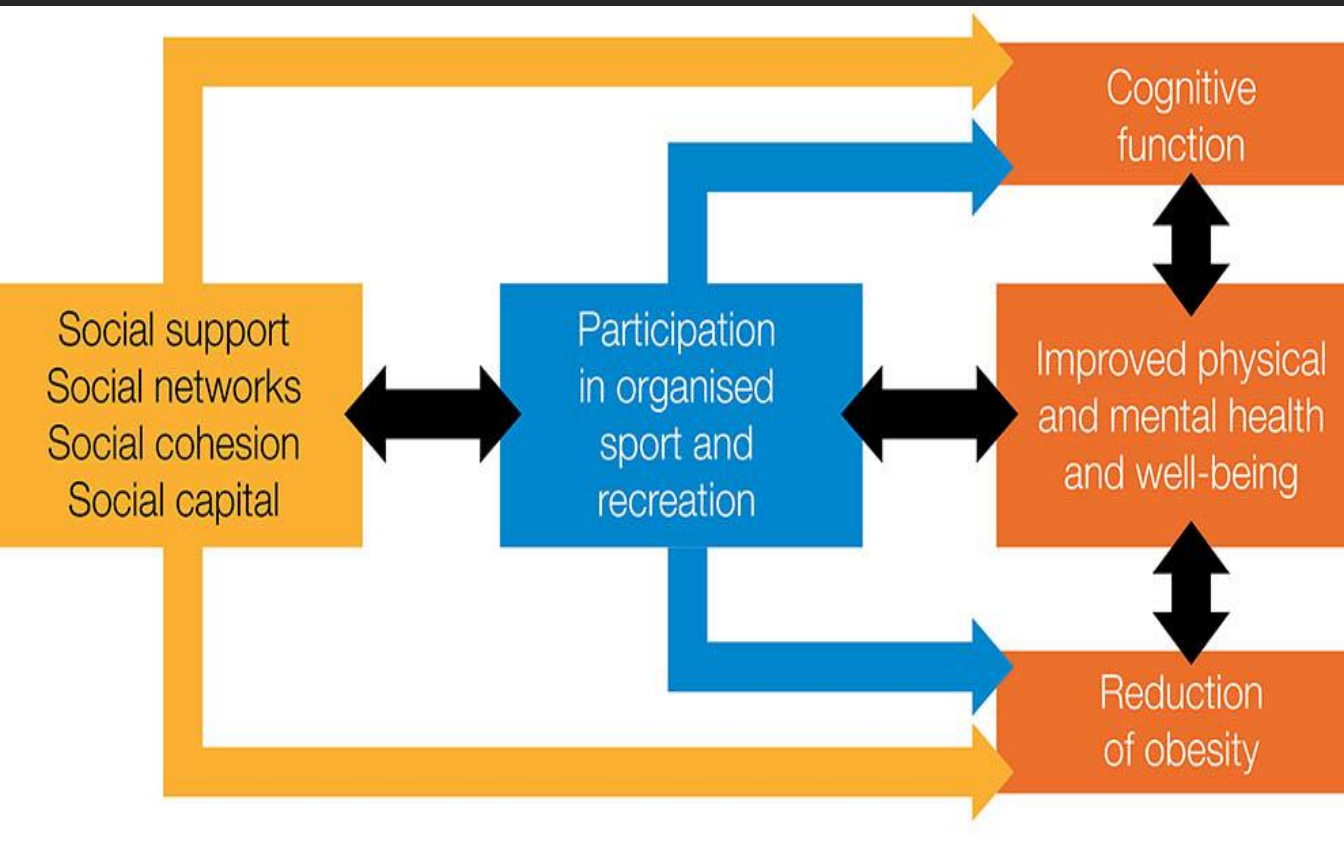 Cognitive
function
Social support
Social networks
Social cohesion
Social capital
Participation
in organised
sport and
recreation
Improved physical
and mental health
and well-being
Reduction
of obesity